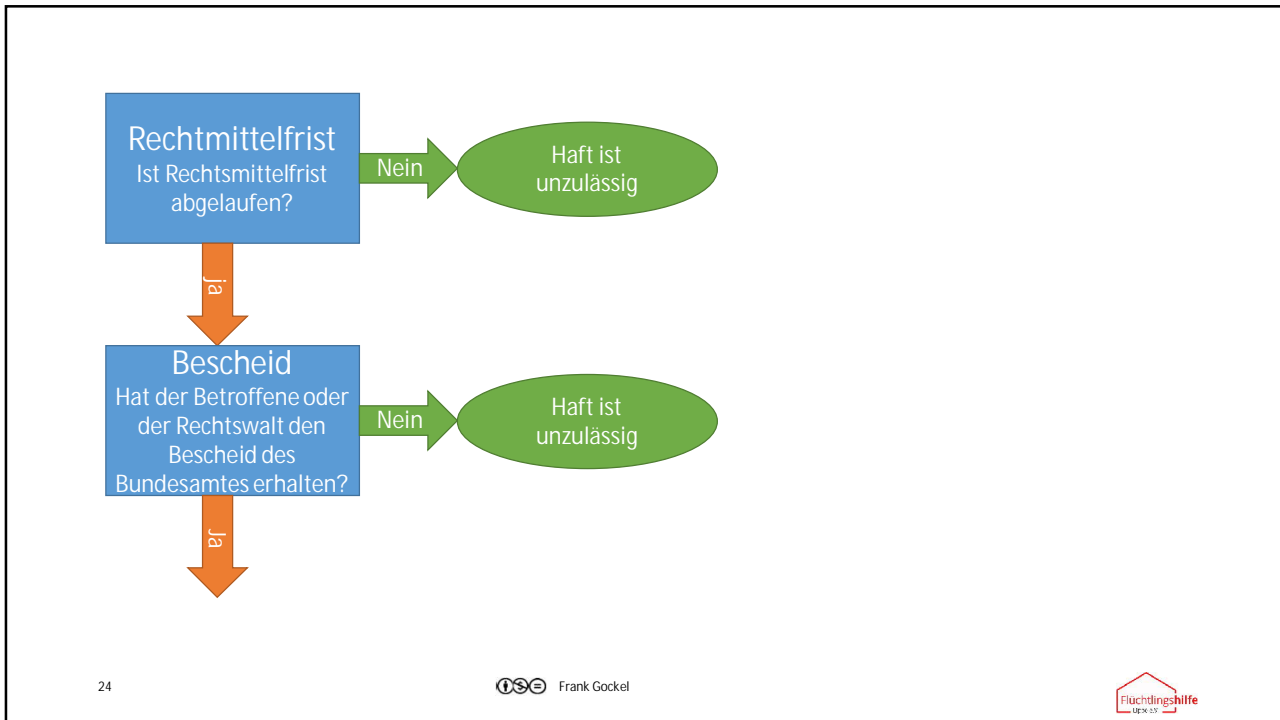 Rechtmittelfrist
Ist Rechtsmittelfrist
abgelaufen?
Nein
Haft ist
unzulässig
ja
Bescheid
Hat der Betroffene oder
der Rechtswalt den
Bescheid des
Bundesamtes erhalten?
Nein
Haft ist
unzulässig
Ja
24
Frank Gockel
Flüchtlingshilfe
Lippe e.V.